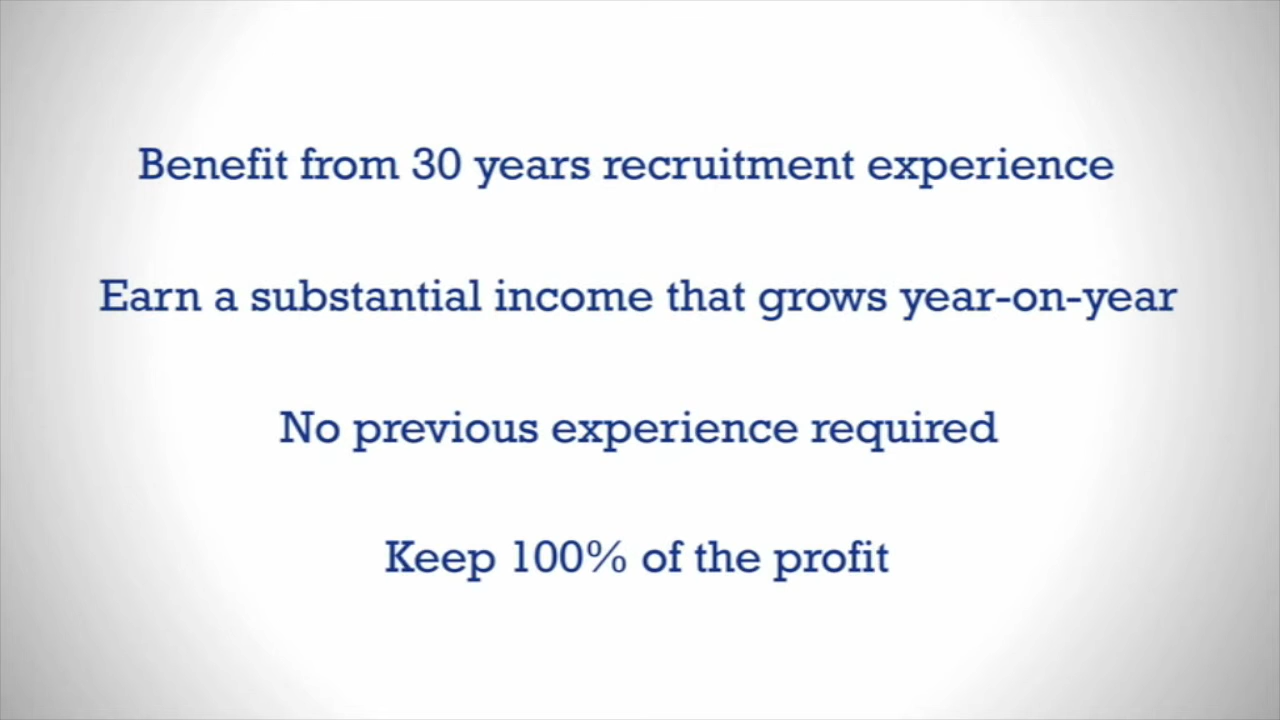 Benefit from 30 years recruitment experience
Earn a substantial income that grows year-on-year
No previous experience required
Keep 100% of the profit